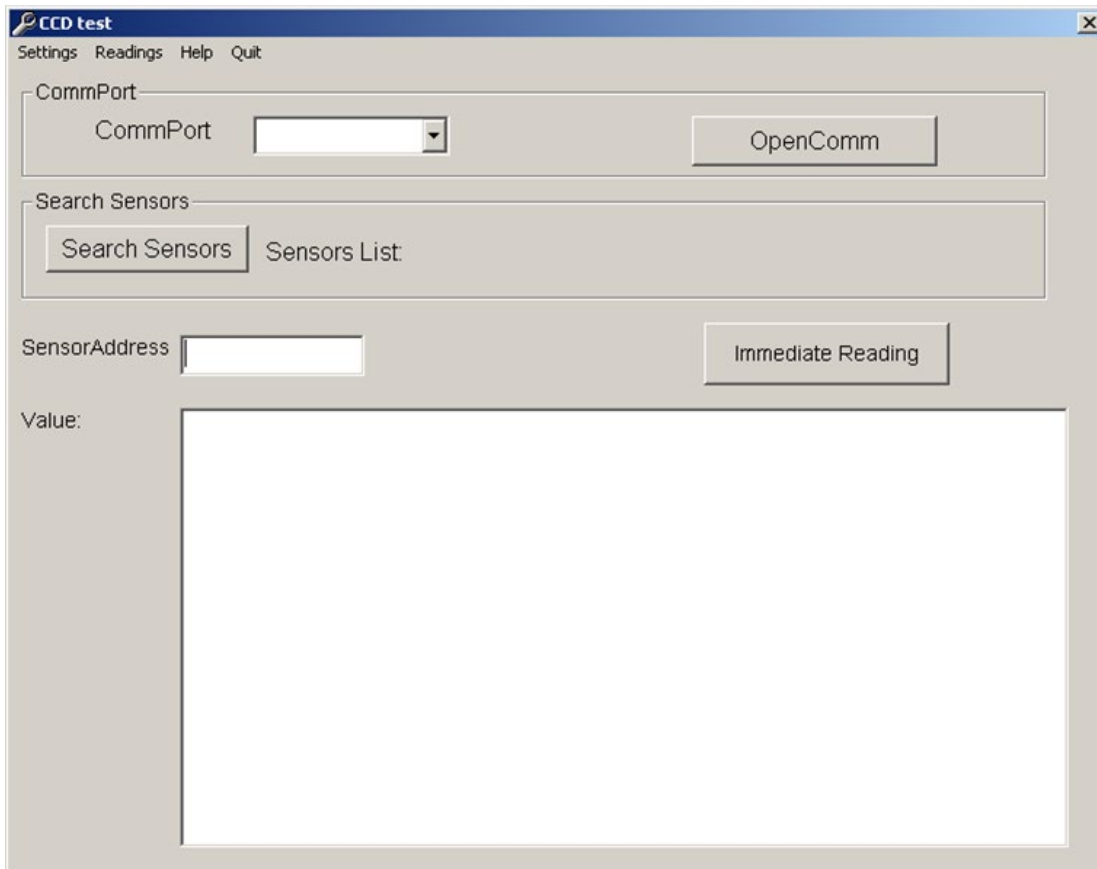 CCD test
Settings Readings Help Quit
CommPort
CommPort
OpenComm
Search Sensors
Search Sensors
Sensors List:
SensorAddress
Immediate Reading
Value: